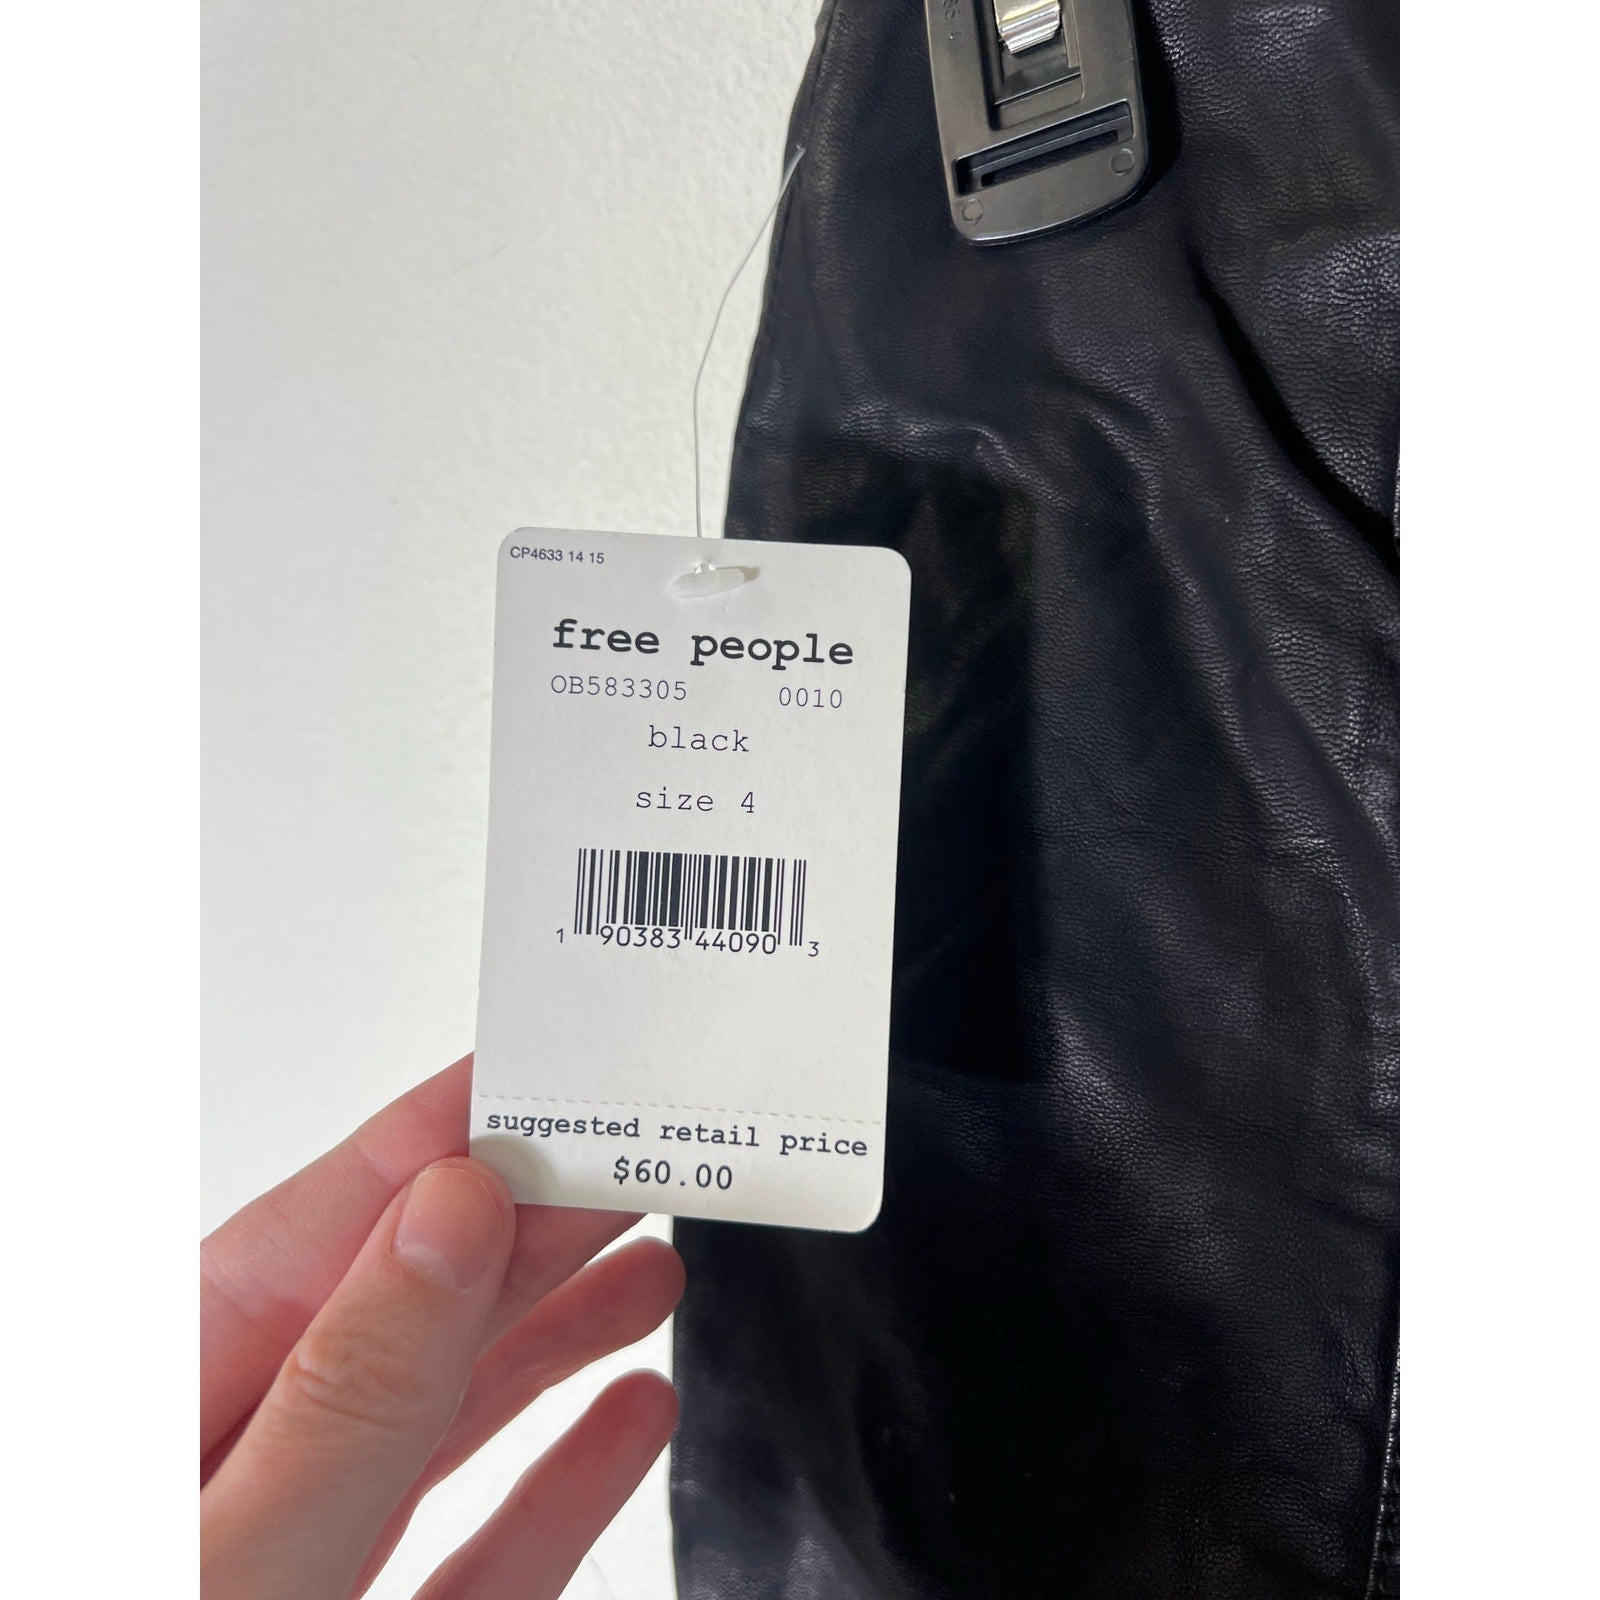 CP4633 14 15
free people
OB583305 0010
black
size 4
1 90383 44090 3
suggested retail price
$60.00